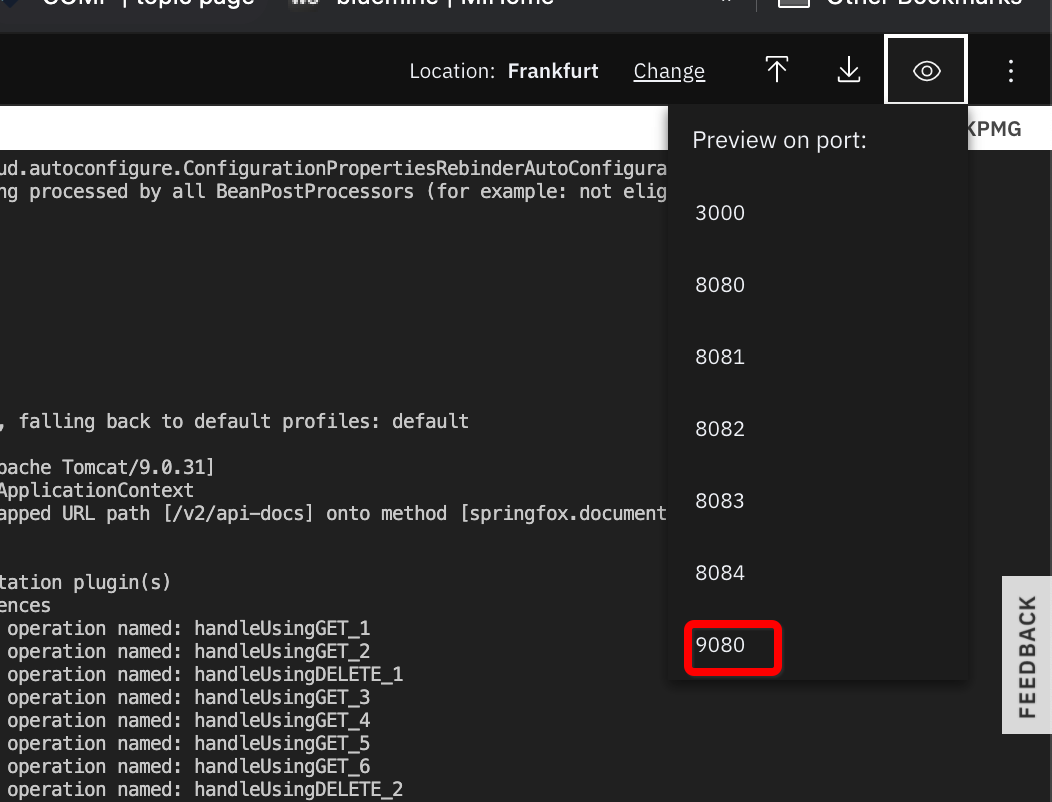 topic page
bluemine | MiHome
Other Bookmarks
Location: Frankfurt Change
KPMG
Preview on port:
3000
8080
8081
8082
8083
8084
9080
ud.autoconfigure.ConfigurationPropertiesRebinderAutoConfigura
ng processed by all BeanPostProcessors (for example: not elig
, falling back to default profiles: default
pache Tomcat/9.0.31]
ApplicationContext
apped URL path [/v2/api-docs] onto method [springfox.document
tation plugin(s)
ences
operation named: handleUsingGET_1
operation named: handleUsingGET_2
operation named: handleUsingDELETE_1
operation named: handleUsingGET_3
operation named: handleUsingGET_4
operation named: handleUsingGET_5
operation named: handleUsingGET_6
operation named: handleUsingDELETE_2
FEEDBACK